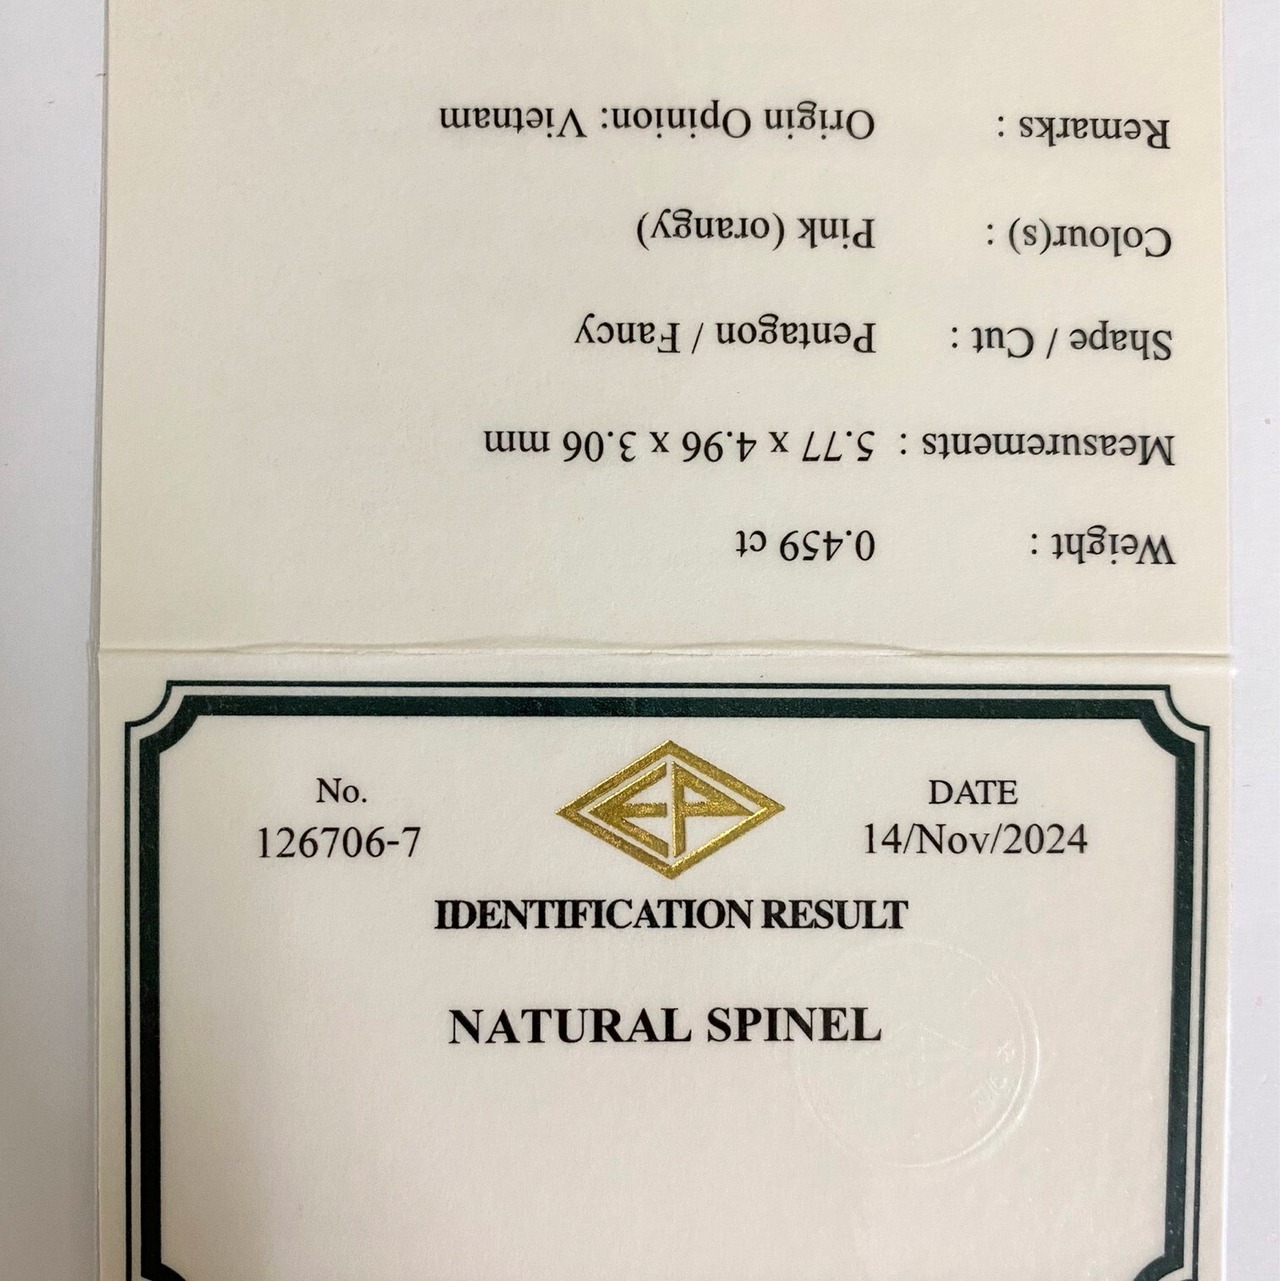 Weight : 0.459 ct
Measurements : 5.77 x 4.96 x 3.06 mm
Shape / Cut : Pentagon / Fancy
Colour(s) : Pink (orangy)
Remarks : Origin Opinion: Vietnam
No.
126706-7
EP
DATE
14/Nov/2024
IDENTIFICATION RESULT
NATURAL SPINEL